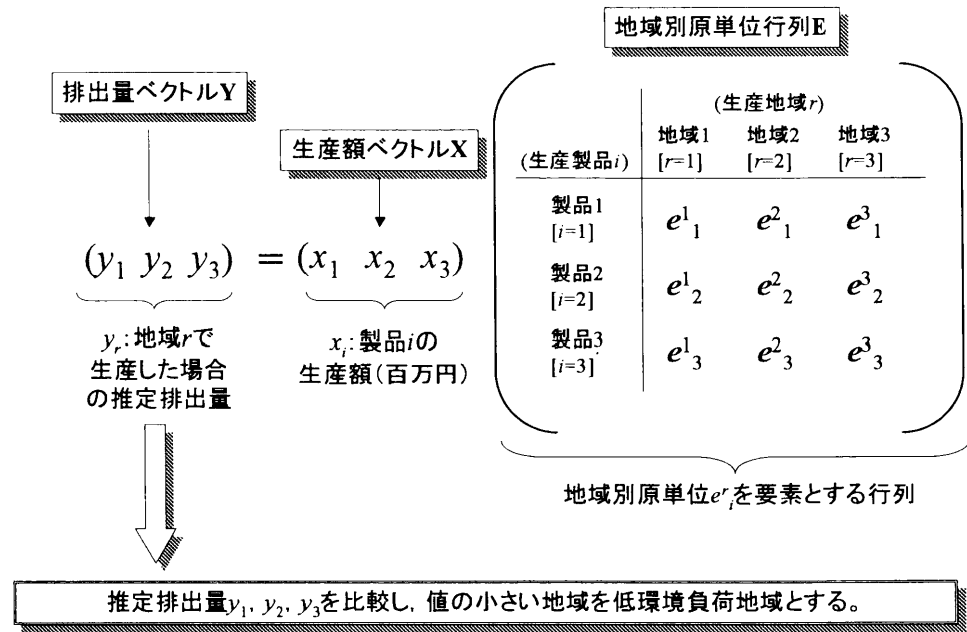 地域別原単位行列E
排出量ベクトルY
生産額ベクトルX
(生産地域r)
(生産製品i)
地域1 地域2 地域3
[r=1] [r=2] [r=3]
製品1
[i=1]
e¹₁ e²₁ e³₁
製品2
[i=2]
e¹₂ e²₂ e³₂
製品3
[i=3]
e¹₃ e²₃ e³₃
(y₁ y₂ y₃) = (x₁ x₂ x₃)
yᵣ:地域rで
生産した場合
の推定排出量
xᵢ:製品iの
生産額(百万円)
地域別原単位eʳᵢを要素とする行列
推定排出量y₁, y₂, y₃を比較し, 値の小さい地域を低環境負荷地域とする。